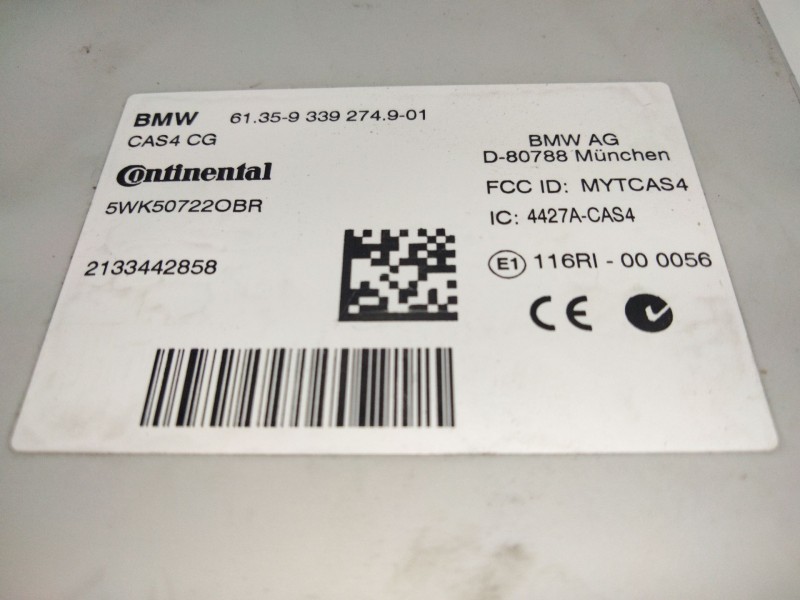 BMW 61.35-9 339 274.9-01
CAS4 CG
Continental
5WK50722OBR
2133442858
BMW AG
D-80788 München
FCC ID: MYTCAS4
IC: 4427A-CAS4
E1 116RI - 00 0056
CE